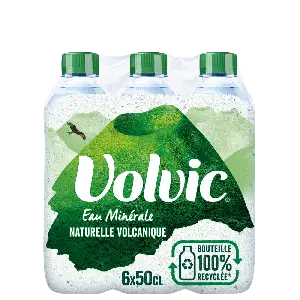 Volvic
Eau Minérale
NATURELLE VOLCANIQUE
6x50CL
BOUTEILLE
100%
RECYCLÉE*